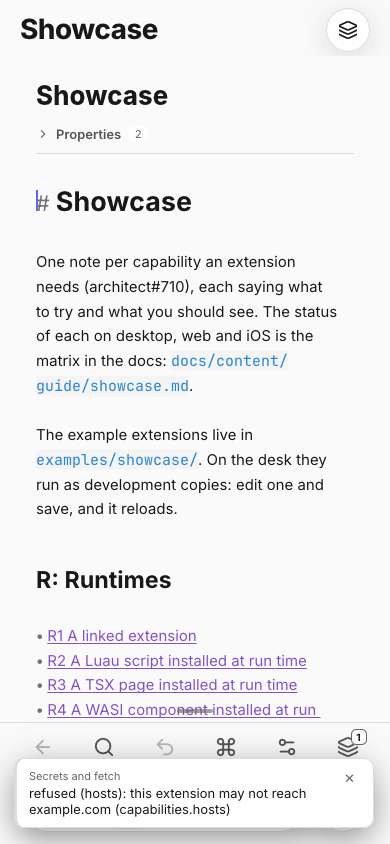 Showcase
Showcase
Properties 2
# Showcase
One note per capability an extension
needs (architect#710), each saying what
to try and what you should see. The status
of each on desktop, web and iOS is the
matrix in the docs: docs/content/
guide/showcase.md.
The example extensions live in
examples/showcase/. On the desk they
run as development copies: edit one and
save, and it reloads.
R: Runtimes
• R1 A linked extension
• R2 A Luau script installed at run time
• R3 A TSX page installed at run time
• R4 A WASI component installed at run
1
Secrets and fetch
refused (hosts): this extension may not reach
example.com (capabilities.hosts)